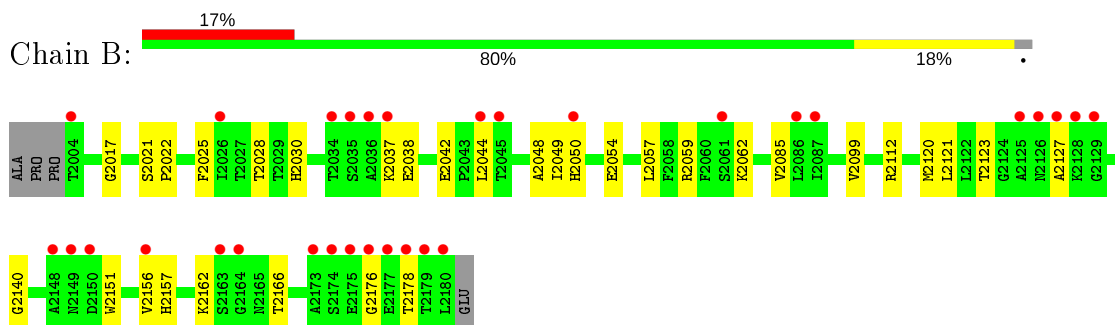 17%
Chain B:
80% 18% •
ALA PRO PRO T2004 G2017 S2021 P2022 F2025 I2026 T2027 T2028 T2029 H2030 T2034 S2035 A2036 K2037 E2038 E2042 P2043 L2044 T2045 A2048 I2049 H2050 E2054 L2057 F2058 R2059 F2060 S2061 K2062 V2085 L2086 I2087 V2099 R2112 M2120 L2121 L2122 T2123 G2124 A2125 N2126 A2127 K2128 G2129
G2140 A2148 N2149 D2150 W2151 V2156 H2157 K2162 S2163 G2164 N2165 T2166 A2173 S2174 E2175 G2176 E2177 T2178 T2179 L2180 GLU